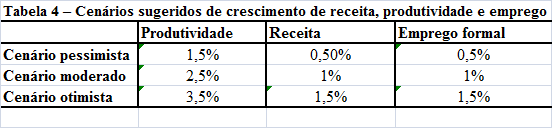 Tabela 4 – Cenários sugeridos de crescimento de receita, produtividade e emprego
Produtividade Receita Emprego formal
Cenário pessimista 1,5% 0,50% 0,5%
Cenário moderado 2,5% 1% 1%
Cenário otimista 3,5% 1,5% 1,5%